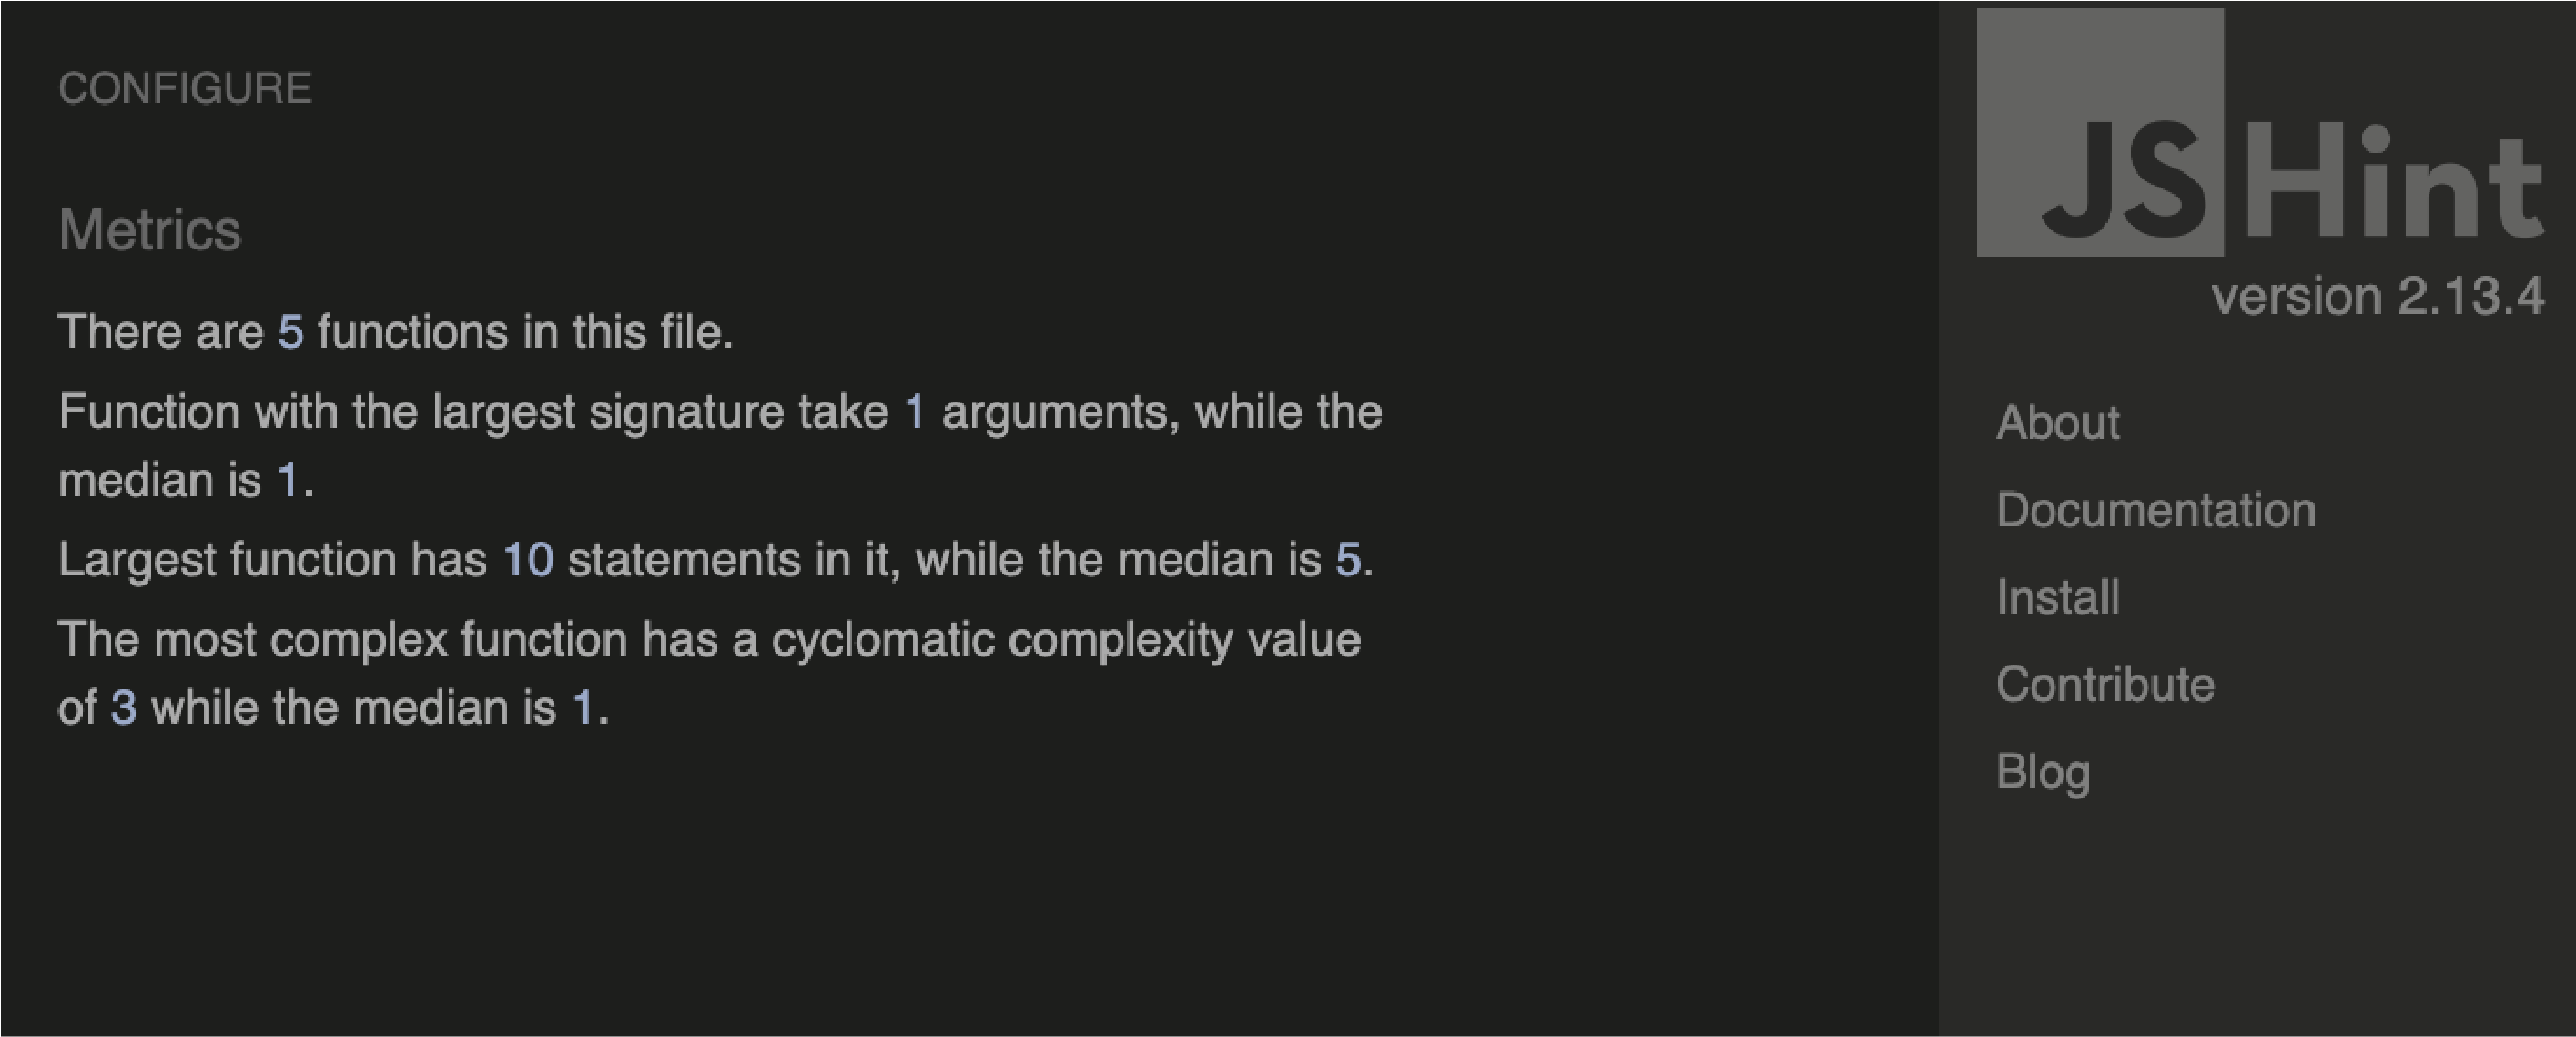 CONFIGURE
Metrics
There are 5 functions in this file.
Function with the largest signature take 1 arguments, while the
median is 1.
Largest function has 10 statements in it, while the median is 5.
The most complex function has a cyclomatic complexity value
of 3 while the median is 1.
JSHint
version 2.13.4
About
Documentation
Install
Contribute
Blog